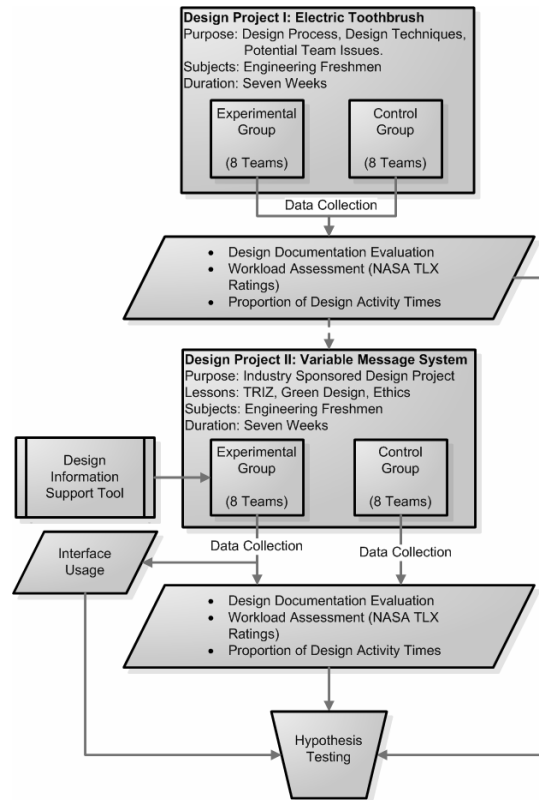 Design Project I: Electric Toothbrush
Purpose: Design Process, Design Techniques,
Potential Team Issues.
Subjects: Engineering Freshmen
Duration: Seven Weeks
Experimental
Group
(8 Teams)
Control
Group
(8 Teams)
Data Collection
• Design Documentation Evaluation
• Workload Assessment (NASA TLX
Ratings)
• Proportion of Design Activity Times
Design Project II: Variable Message System
Purpose: Industry Sponsored Design Project
Lessons: TRIZ, Green Design, Ethics
Subjects: Engineering Freshmen
Duration: Seven Weeks
Design
Information
Support Tool
Experimental
Group
(8 Teams)
Control
Group
(8 Teams)
Data Collection
Data Collection
Interface
Usage
• Design Documentation Evaluation
• Workload Assessment (NASA TLX
Ratings)
• Proportion of Design Activity Times
Hypothesis
Testing